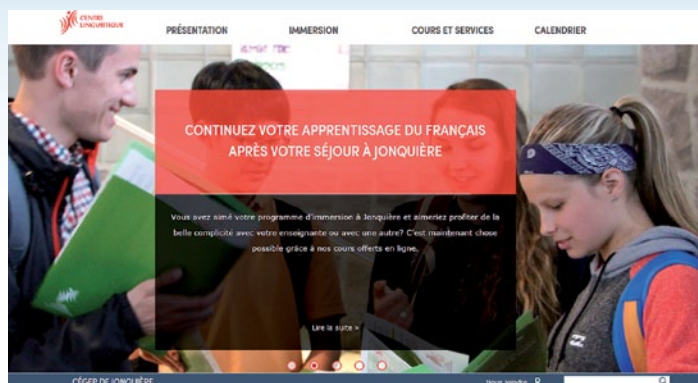 CENTRE
LINGUISTIQUE
PRÉSENTATION
IMMERSION
COURS ET SERVICES
CALENDRIER
CONTINUEZ VOTRE APPRENTISSAGE DU FRANÇAIS
APRÈS VOTRE SÉJOUR À JONQUIÈRE
Vous avez aimé votre programme d'immersion à Jonquière et aimeriez profiter de la
belle complicité avec votre enseignante ou avec une autre? C'est maintenant chose
possible grâce à nos cours offerts en ligne.
Lire la suite >
CÉGEP DE JONQUIÈRE
Nous joindre